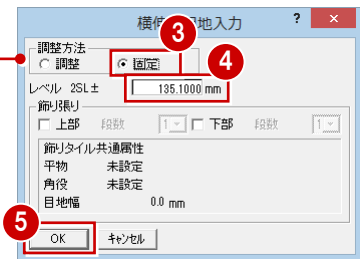 横伸 地入力 ? ×
3
調整方法
調整 固定
4
レベル 2SL± 135.1000 mm
飾り張り
上部 段数 1 下部 段数 1
飾りタイル共通属性
平物 未設定
角役 未設定
目地幅 0.0 mm
5
OK キャンセル